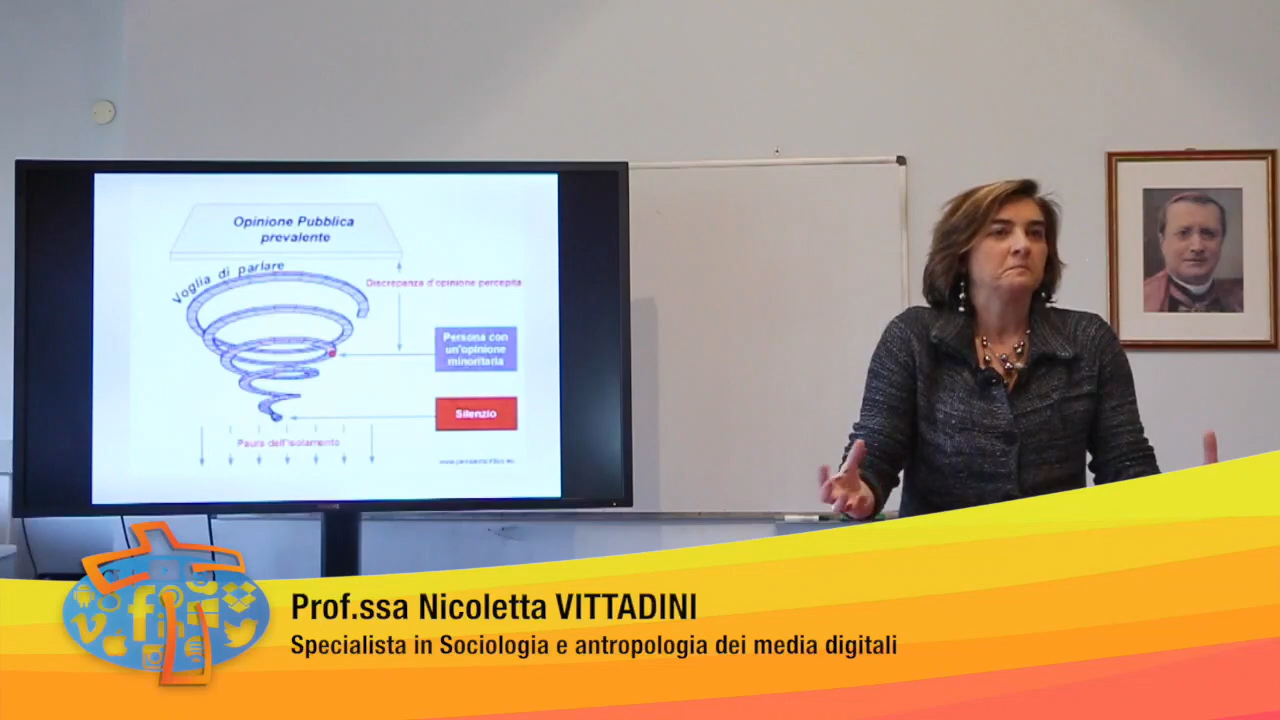 Opinione Pubblica
prevalente
Voglia di parlare
Discrepanza d'opinione percepita
Persona con
un'opinione
minoritaria
Silenzio
Paura dell'isolamento
Prof.ssa Nicoletta VITTADINI
Specialista in Sociologia e antropologia dei media digitali